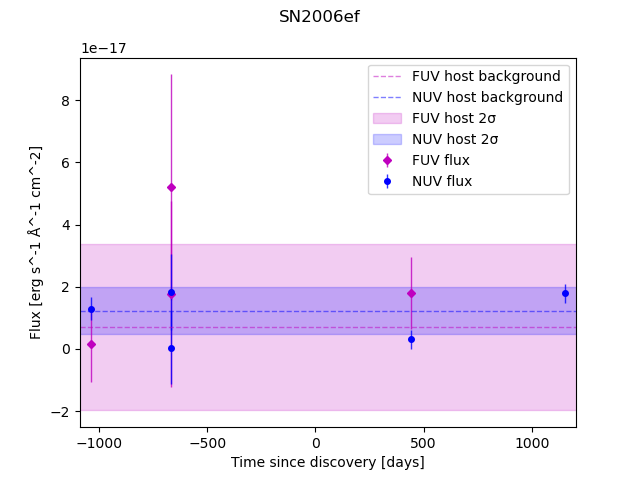 SN2006ef
1e−17
FUV host background
NUV host background
FUV host 2σ
NUV host 2σ
FUV flux
NUV flux
8
6
4
2
0
−2
Flux [erg s^-1 Å^-1 cm^-2]
−1000 −500 0 500 1000
Time since discovery [days]